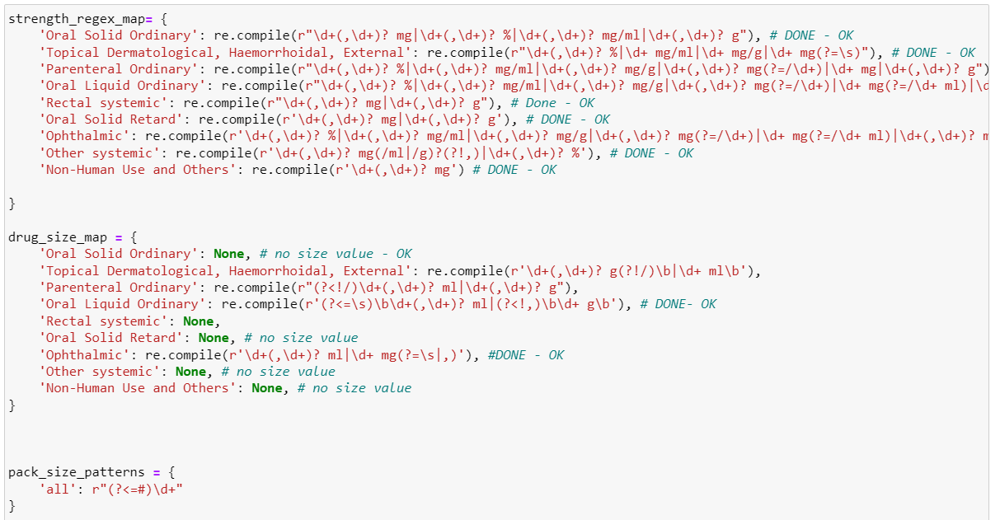 strength_regex_map= {
    'Oral Solid Ordinary': re.compile(r"\d+(,\d+)? mg|\d+(,\d+)? %|\d+(,\d+)? mg/ml|\d+(,\d+)? g"), # DONE - OK
    'Topical Dermatological, Haemorrhoidal, External': re.compile(r"\d+(,\d+)? %|\d+ mg/ml|\d+ mg/g|\d+ mg(?=\s)"), # DONE - OK
    'Parenteral Ordinary': re.compile(r"\d+(,\d+)? %|\d+(,\d+)? mg/ml|\d+(,\d+)? mg/g|\d+(,\d+)? mg(?=/\d+)|\d+ mg|\d+(,\d+)? g")
    'Oral Liquid Ordinary': re.compile(r"\d+(,\d+)? %|\d+(,\d+)? mg/ml|\d+(,\d+)? mg/g|\d+(,\d+)? mg(?=/\d+)|\d+ mg(?=/\d+ ml)|\d
    'Rectal systemic': re.compile(r"\d+(,\d+)? mg|\d+(,\d+)? g"), # Done - OK
    'Oral Solid Retard': re.compile(r'\d+(,\d+)? mg|\d+(,\d+)? g'), # DONE - OK
    'Ophthalmic': re.compile(r'\d+(,\d+)? %|\d+(,\d+)? mg/ml|\d+(,\d+)? mg/g|\d+(,\d+)? mg(?=/\d+)|\d+ mg(?=/\d+ ml)|\d+(,\d+)? m
    'Other systemic': re.compile(r'\d+(,\d+)? mg(/ml|/g)?(?!,)|\d+(,\d+)? %'), # DONE - OK
    'Non-Human Use and Others': re.compile(r'\d+(,\d+)? mg') # DONE - OK
}
drug_size_map = {
    'Oral Solid Ordinary': None, # no size value - OK
    'Topical Dermatological, Haemorrhoidal, External': re.compile(r'\d+(,\d+)? g(?!/)\b|\d+ ml\b'),
    'Parenteral Ordinary': re.compile(r"(?<!/)\d+(,\d+)? ml|\d+(,\d+)? g"),
    'Oral Liquid Ordinary': re.compile(r'(?<=\s)\b\d+(,\d+)? ml|(?<!,)\b\d+ g\b'), # DONE- OK
    'Rectal systemic': None,
    'Oral Solid Retard': None, # no size value
    'Ophthalmic': re.compile(r'\d+(,\d+)? ml|\d+ mg(?=\s|,)'), #DONE - OK
    'Other systemic': None, # no size value
    'Non-Human Use and Others': None, # no size value
}
pack_size_patterns = {
    'all': r"(?<=#)\d+"
}